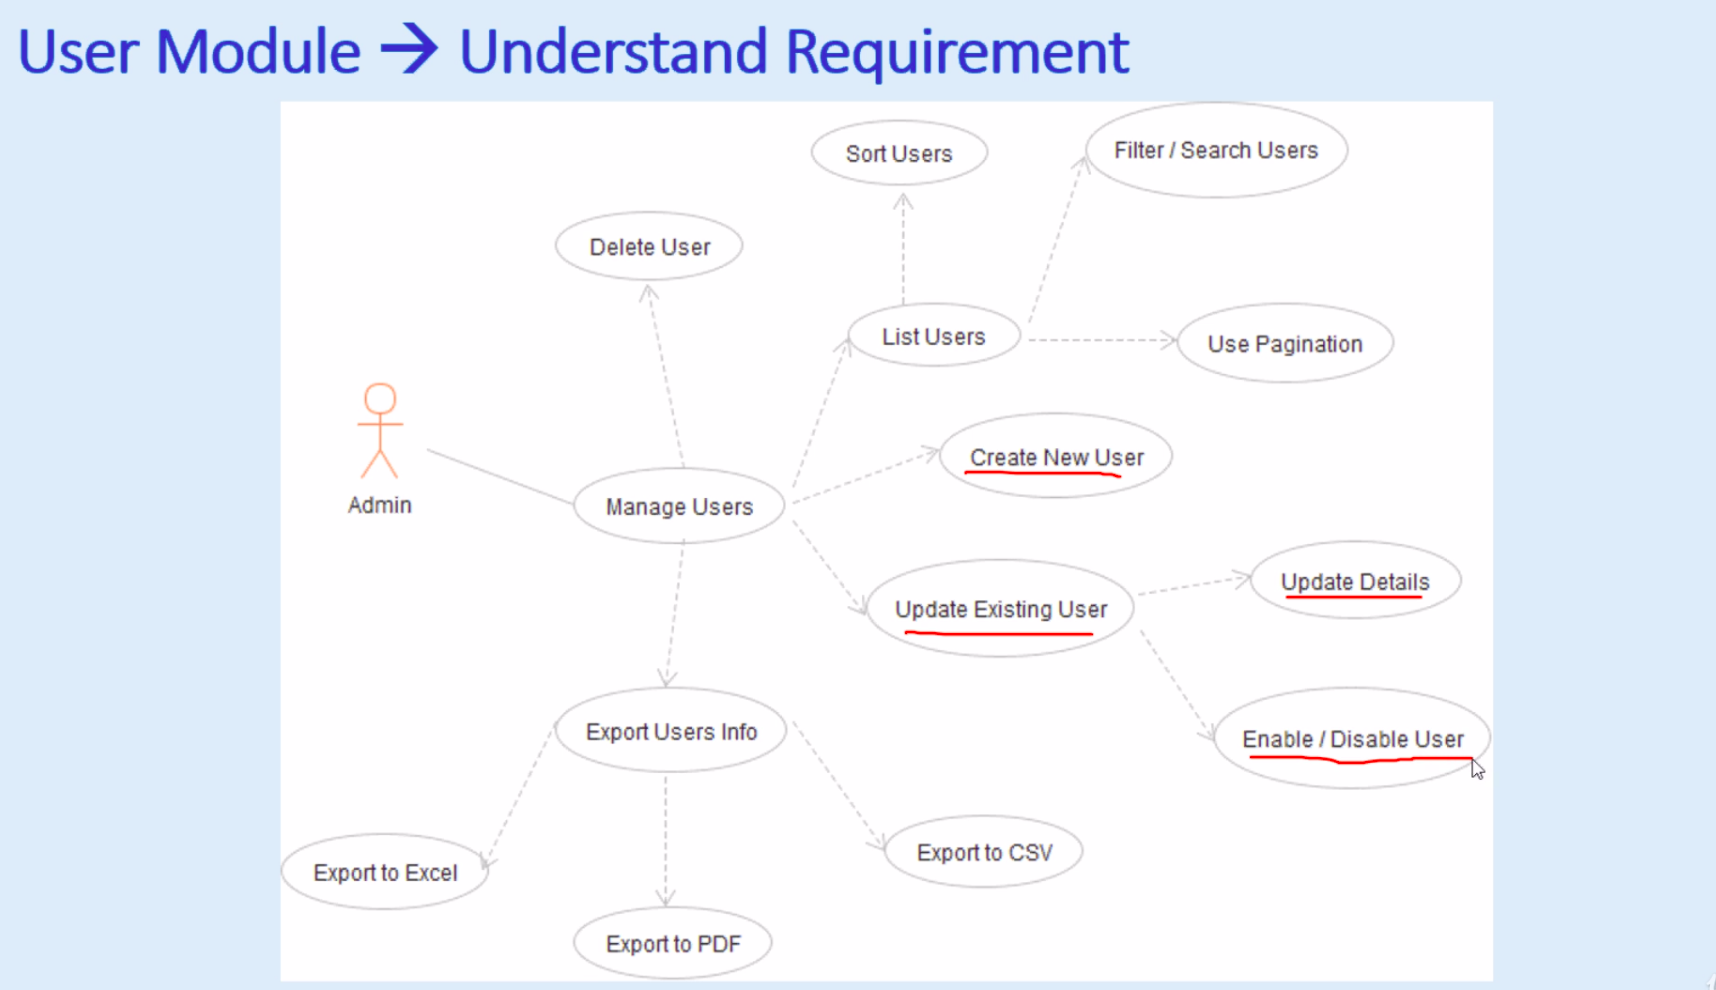 User Module → Understand Requirement
Sort Users
Filter / Search Users
Delete User
List Users
Use Pagination
Create New User
Admin
Manage Users
Update Details
Update Existing User
Export Users Info
Enable / Disable User
Export to CSV
Export to Excel
Export to PDF